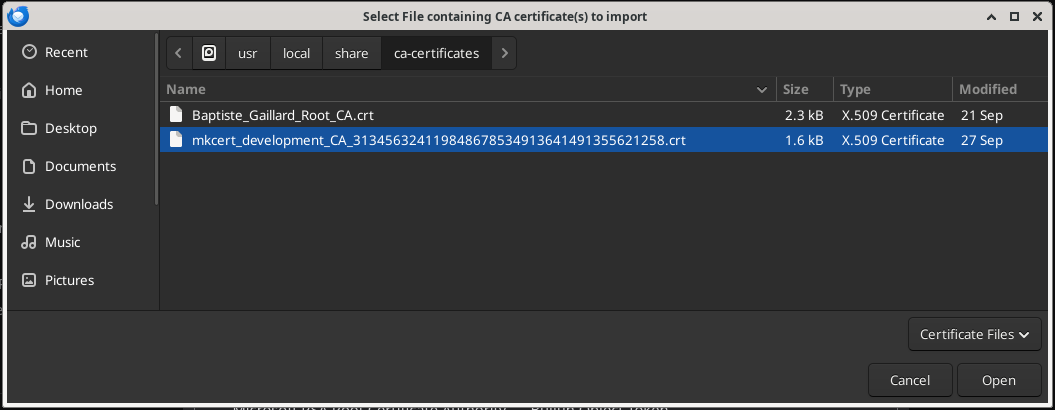 Select File containing CA certificate(s) to import
Recent
Home
Desktop
Documents
Downloads
Music
Pictures
usr local share ca-certificates
Name Size Type Modified
Baptiste_Gaillard_Root_CA.crt 2.3 kB X.509 Certificate 21 Sep
mkcert_development_CA_313456324119848678534913641491355621258.crt 1.6 kB X.509 Certificate 27 Sep
Certificate Files
Cancel Open